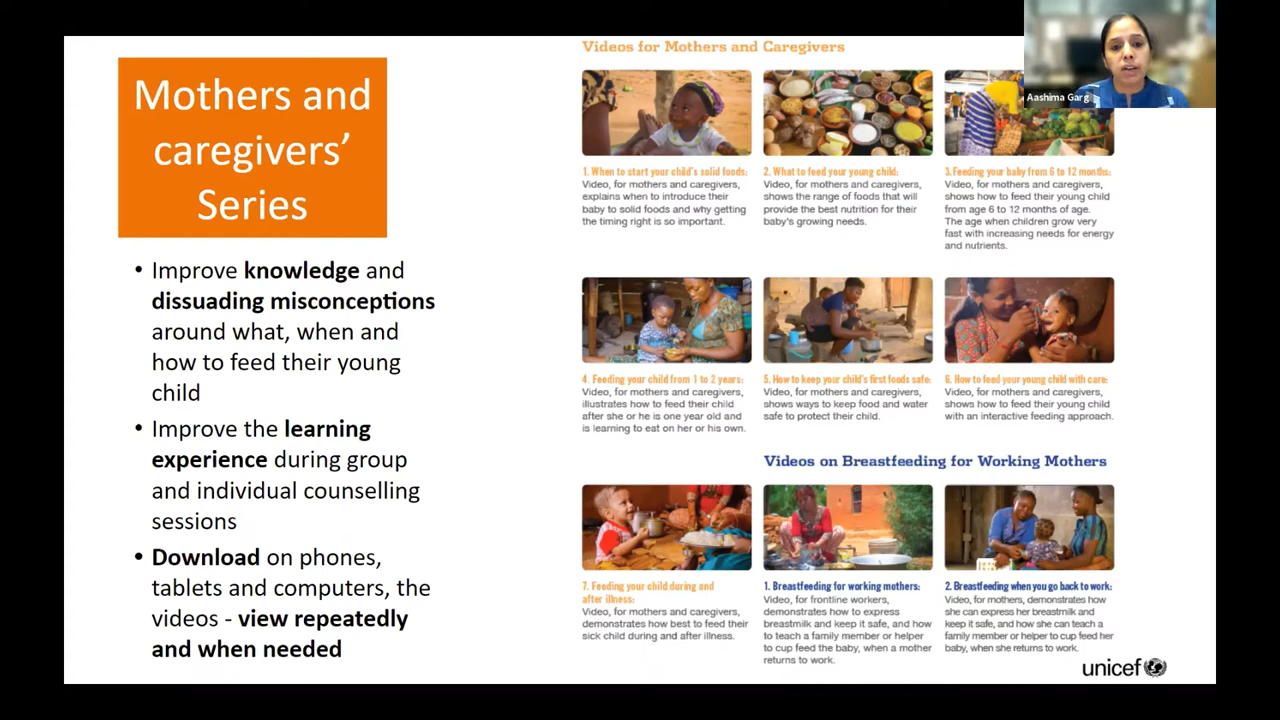 Mothers and
caregivers'
Series
• Improve knowledge and
dissuading misconceptions
around what, when and
how to feed their young
child
• Improve the learning
experience during group
and individual counselling
sessions
• Download on phones,
tablets and computers, the
videos - view repeatedly
and when needed
Videos for Mothers and Caregivers
Aashima Garg
1. When to start your child's solid foods:
Video, for mothers and caregivers,
explains when to introduce their
baby to solid foods and why getting
the timing right is so important.
2. What to feed your young child:
Video, for mothers and caregivers,
shows the range of foods that will
provide the best nutrition for their
baby's growing needs.
3. Feeding your baby from 6 to 12 months:
Video, for mothers and caregivers,
shows how to feed their young child
from age 6 to 12 months of age.
The age when children grow very
fast with increasing needs for energy
and nutrients.
4. Feeding your child from 1 to 2 years:
Video, for mothers and caregivers,
illustrates how to feed their child
after she or he is one year old and
is learning to eat on her or his own.
5. How to keep your child's first foods safe:
Video, for mothers and caregivers,
shows ways to keep food and water
safe to protect their child.
6. How to feed your young child with care:
Video, for mothers and caregivers,
shows how to feed their young child
with an interactive feeding approach.
Videos on Breastfeeding for Working Mothers
7. Feeding your child during and
after illness:
Video, for mothers and caregivers,
demonstrates how best to feed their
sick child during and after illness.
1. Breastfeeding for working mothers:
Video, for frontline workers,
demonstrates how to express
breastmilk and keep it safe, and how
to teach a family member or helper
to cup feed the baby, when a mother
returns to work.
2. Breastfeeding when you go back to work:
Video, for mothers, demonstrates how
she can express her breastmilk and
keep it safe, and how she can teach a
family member or helper to cup feed her
baby, when she returns to work.
unicef